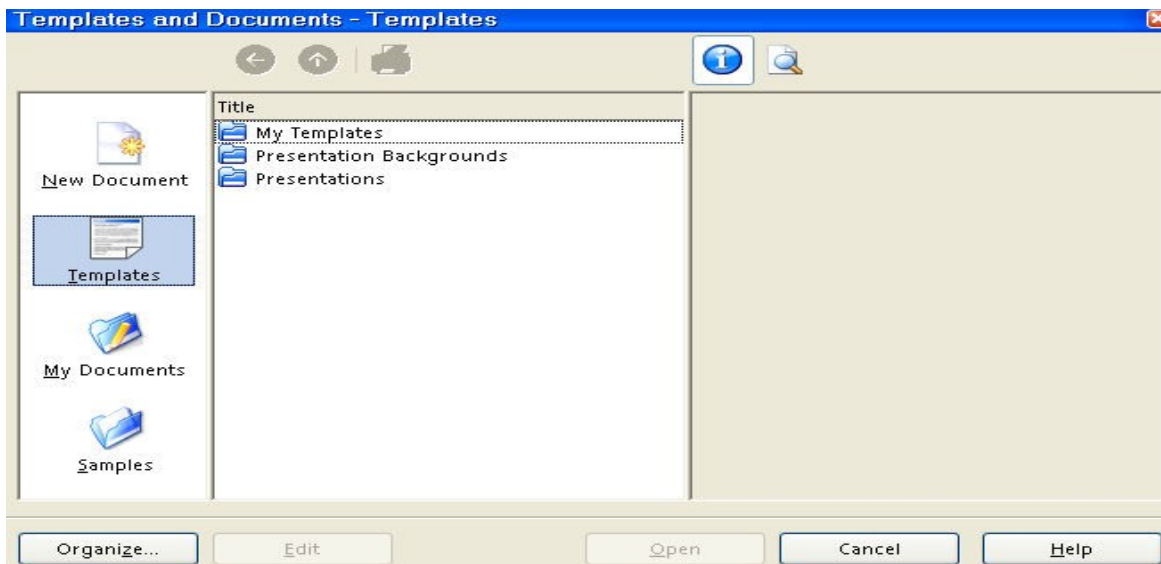 Templates and Documents - Templates
Title
My Templates
Presentation Backgrounds
Presentations
New Document
Templates
My Documents
Samples
Organize... Edit Open Cancel Help